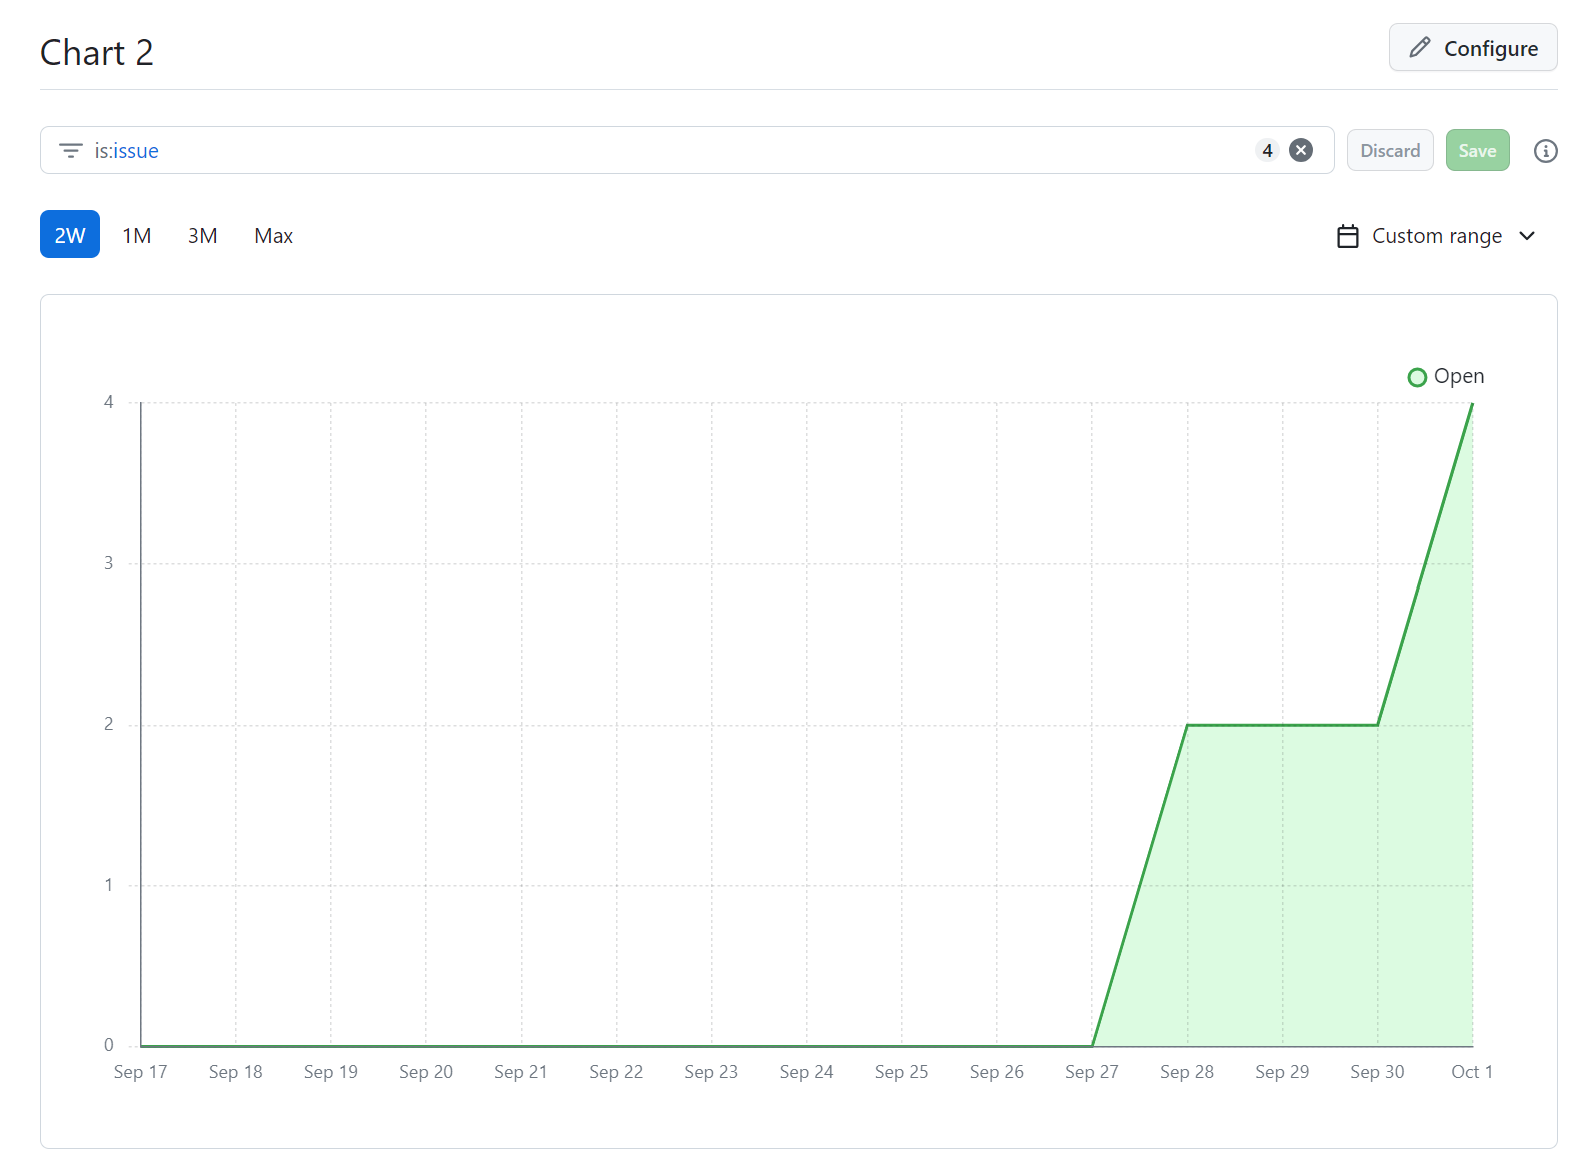 Chart 2
Configure
is:issue
4
Discard
Save
2W
1M
3M
Max
Custom range
Open
4
3
2
1
0
Sep 17
Sep 18
Sep 19
Sep 20
Sep 21
Sep 22
Sep 23
Sep 24
Sep 25
Sep 26
Sep 27
Sep 28
Sep 29
Sep 30
Oct 1